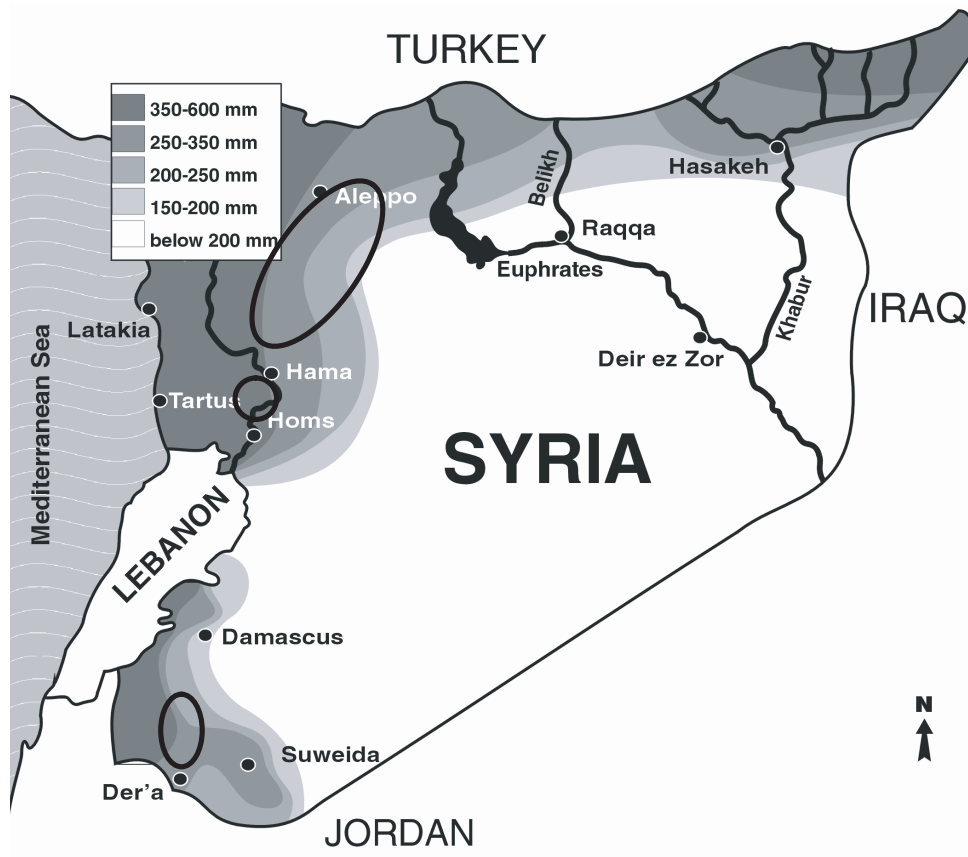 TURKEY
350-600 mm
250-350 mm
200-250 mm
150-200 mm
below 200 mm
Aleppo
Belikh
Hasakeh
Raqqa
Euphrates
Khabur
IRAQ
Latakia
Mediterranean Sea
Deir ez Zor
Hama
Tartus
Homs
SYRIA
LEBANON
Damascus
N
Suweida
Der’a
JORDAN